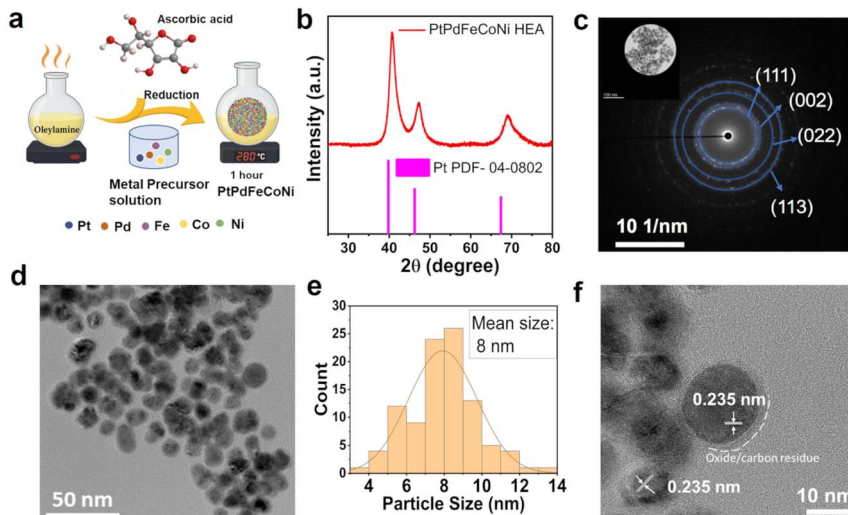 a
Ascorbic acid
Oleylamine
Reduction
Metal Precursor
solution
280 °C
1 hour
PtPdFeCoNi
Pt Pd Fe Co Ni
b
Intensity (a.u.)
PtPdFeCoNi HEA
Pt PDF- 04-0802
30 40 50 60 70 80
2θ (degree)
c
(111)
(002)
(022)
(113)
10 1/nm
d
50 nm
e
Count
30
25
20
15
10
5
0
Mean size:
8 nm
4 6 8 10 12 14
Particle Size (nm)
f
0.235 nm
Oxide/carbon residue
0.235 nm
10 nm